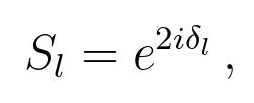 $S_l = e^{2i\delta_l}$ ,